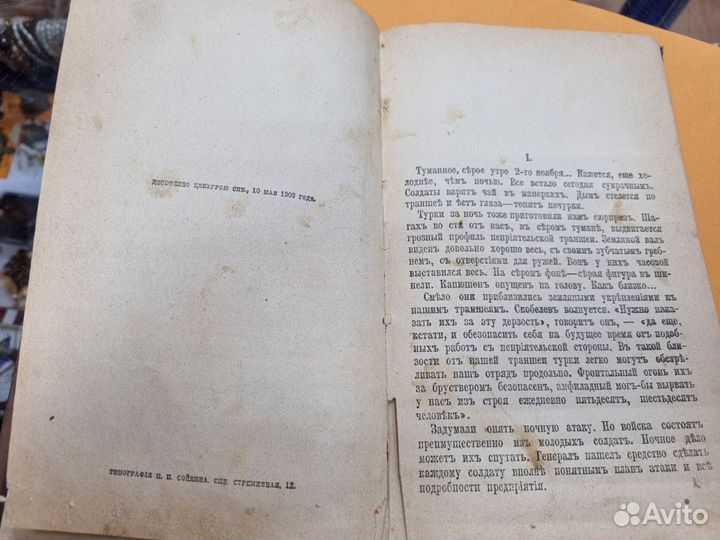 ДОЗВОЛЕНО ЦЕНЗУРОЮ СПБ., 10 МАЯ 1903 ГОДА.
ТИПОГРАФІЯ П. П. СОЙКИНА. СПБ. СТРЕМЯННАЯ, 12.
I.
Туманное, сѣрое утро 2-го ноября... Кажется, еще хо-
лоднѣе, чѣмъ ночью. Все встало сегодня сумрачнымъ.
Солдаты варятъ чай въ манеркахъ. Дымъ стелется по
траншеѣ и ѣстъ глаза—топятъ печурки.
Турки за ночь тоже приготовили намъ сюрпризъ. Ша-
гахъ во ста отъ насъ, въ сѣромъ туманѣ, выдвигается
грозный профиль непріятельской траншеи. Земляной валъ
виденъ довольно хорошо весь, съ своимъ зубчатымъ греб-
немъ, съ отверстіями для ружей. Вонъ у нихъ часовой
выставился весь. На сѣромъ фонѣ—сѣрая фигура въ ши-
нели. Капюшенъ опущенъ на голову. Какъ близко...
Смѣло они приблизились земляными укрѣпленіями къ
нашимъ траншеямъ. Скобелевъ волнуется. «Нужно наказ-
ать ихъ за эту дерзость», говоритъ онъ, — «да еще,
кстати, и обезопасить себя на будущее время отъ подоб-
ныхъ работъ съ непріятельской стороны. Въ такой бли-
зости отъ нашей траншеи турки легко могутъ обстрѣ-
ливать нашъ отрядъ продольно. Фронтальный огонь ихъ
за брустверомъ безопасенъ, амфиладный могъ-бы вырвать
у насъ изъ строя ежедневно пятьдесятъ, шестьдесятъ
человѣкъ».
Задумали опять ночную атаку. Но войска состоятъ
преимущественно изъ молодыхъ солдатъ. Ночное дѣло
можетъ ихъ спутать. Генералъ нашелъ средство сдѣлать
каждому солдату вполнѣ понятнымъ планъ атаки и всѣ
подробности предпріятія.
Avito